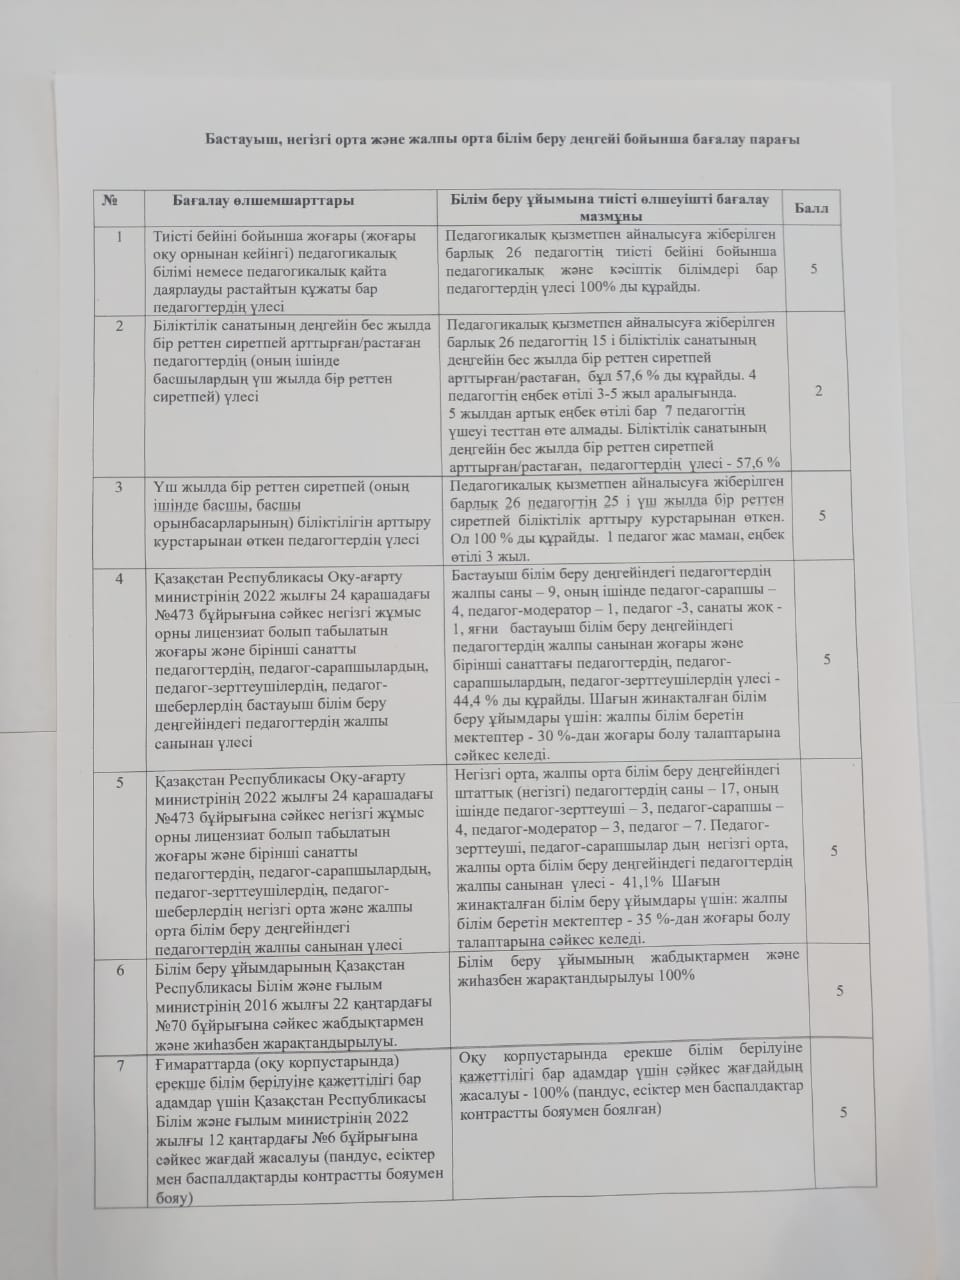 Бастауыш, негізгі орта және жалпы орта білім беру деңгейі бойынша бағалау парағы
№
Бағалау өлшемшарттары
Білім беру ұйымына тиісті өлшеуішті бағалау
мазмұны
Балл
1
Тиісті бейіні бойынша жоғары (жоғары
оқу орнынан кейінгі) педагогикалық
білімі немесе педагогикалық қайта
даярлауды растайтын құжаты бар
педагогтердің үлесі
Педагогикалық қызметпен айналысуға жіберілген
барлық 26 педагогтің тиісті бейіні бойынша
педагогикалық және кәсіптік білімдері бар
педагогтердің үлесі 100% ды құрайды.
5
2
Біліктілік санатының деңгейін бес жылда
бір реттен сиретпей арттырған/растаған
педагогтердің (оның ішінде
басшылардың үш жылда бір реттен
сиретпей) үлесі
Педагогикалық қызметпен айналысуға жіберілген
барлық 26 педагогтің 15 і біліктілік санатының
деңгейін бес жылда бір реттен сиретпей
арттырған/растаған, бұл 57,6 % ды құрайды. 4
педагогтің еңбек өтілі 3-5 жыл аралығында.
5 жылдан артық еңбек өтілі бар 7 педагогтің
үшеуі тесттан өте алмады. Біліктілік санатының
деңгейін бес жылда бір реттен сиретпей
арттырған/растаған, педагогтердің үлесі - 57,6 %
2
3
Үш жылда бір реттен сиретпей (оның
ішінде басшы, басшы
орынбасарларының) біліктілігін арттыру
курстарынан өткен педагогтердің үлесі
Педагогикалық қызметпен айналысуға жіберілген
барлық 26 педагогтің 25 і үш жылда бір реттен
сиретпей біліктілік арттыру курстарынан өткен.
Ол 100 % ды құрайды. 1 педагог жас маман, еңбек
өтілі 3 жыл.
5
4
Қазақстан Республикасы Оқу-ағарту
министрінің 2022 жылғы 24 қарашадағы
№473 бұйрығына сәйкес негізгі жұмыс
орны лицензиат болып табылатын
жоғары және бірінші санатты
педагогтердің, педагог-сарапшылардың,
педагог-зерттеушілердің, педагог-
шеберлердің бастауыш білім беру
деңгейіндегі педагогтердің жалпы
санынан үлесі
Бастауыш білім беру деңгейіндегі педагогтердің
жалпы саны – 9, оның ішінде педагог-сарапшы –
4, педагог-модератор – 1, педагог -3, санаты жоқ -
1, яғни бастауыш білім беру деңгейіндегі
педагогтердің жалпы санынан жоғары және
бірінші санаттағы педагогтердің, педагог-
сарапшылардың, педагог-зерттеушілердің үлесі -
44,4 % ды құрайды. Шағын жинақталған білім
беру ұйымдары үшін: жалпы білім беретін
мектептер - 30 %-дан жоғары болу талаптарына
сәйкес келеді.
5
5
Қазақстан Республикасы Оқу-ағарту
министрінің 2022 жылғы 24 қарашадағы
№473 бұйрығына сәйкес негізгі жұмыс
орны лицензиат болып табылатын
жоғары және бірінші санатты
педагогтердің, педагог-сарапшылардың,
педагог-зерттеушілердің, педагог-
шеберлердің негізгі орта және жалпы
орта білім беру деңгейіндегі
педагогтердің жалпы санынан үлесі
Негізгі орта, жалпы орта білім беру деңгейіндегі
штаттық (негізгі) педагогтердің саны – 17, оның
ішінде педагог-зерттеуші – 3, педагог-сарапшы –
4, педагог-модератор – 3, педагог – 7. Педагог-
зерттеуші, педагог-сарапшылар дың негізгі орта,
жалпы орта білім беру деңгейіндегі педагогтердің
жалпы санынан үлесі - 41,1% Шағын
жинақталған білім беру ұйымдары үшін: жалпы
білім беретін мектептер - 35 %-дан жоғары болу
талаптарына сәйкес келеді.
5
6
Білім беру ұйымдарының Қазақстан
Республикасы Білім және ғылым
министрінің 2016 жылғы 22 қаңтардағы
№70 бұйрығына сәйкес жабдықтармен
және жиһазбен жарақтандырылуы.
Білім беру ұйымының жабдықтармен және
жиһазбен жарақтандырылуы 100%
5
7
Ғимараттарда (оқу корпустарында)
ерекше білім берілуіне қажеттілігі бар
адамдар үшін Қазақстан Республикасы
Білім және ғылым министрінің 2022
жылғы 12 қаңтардағы №6 бұйрығына
сәйкес жағдай жасалуы (пандус, есіктер
мен баспалдақтарды контрастты бояумен
бояу)
Оқу корпустарында ерекше білім берілуіне
қажеттілігі бар адамдар үшін сәйкес жағдайдың
жасалуы - 100% (пандус, есіктер мен баспалдақтар
контрастты бояумен боялған)
5